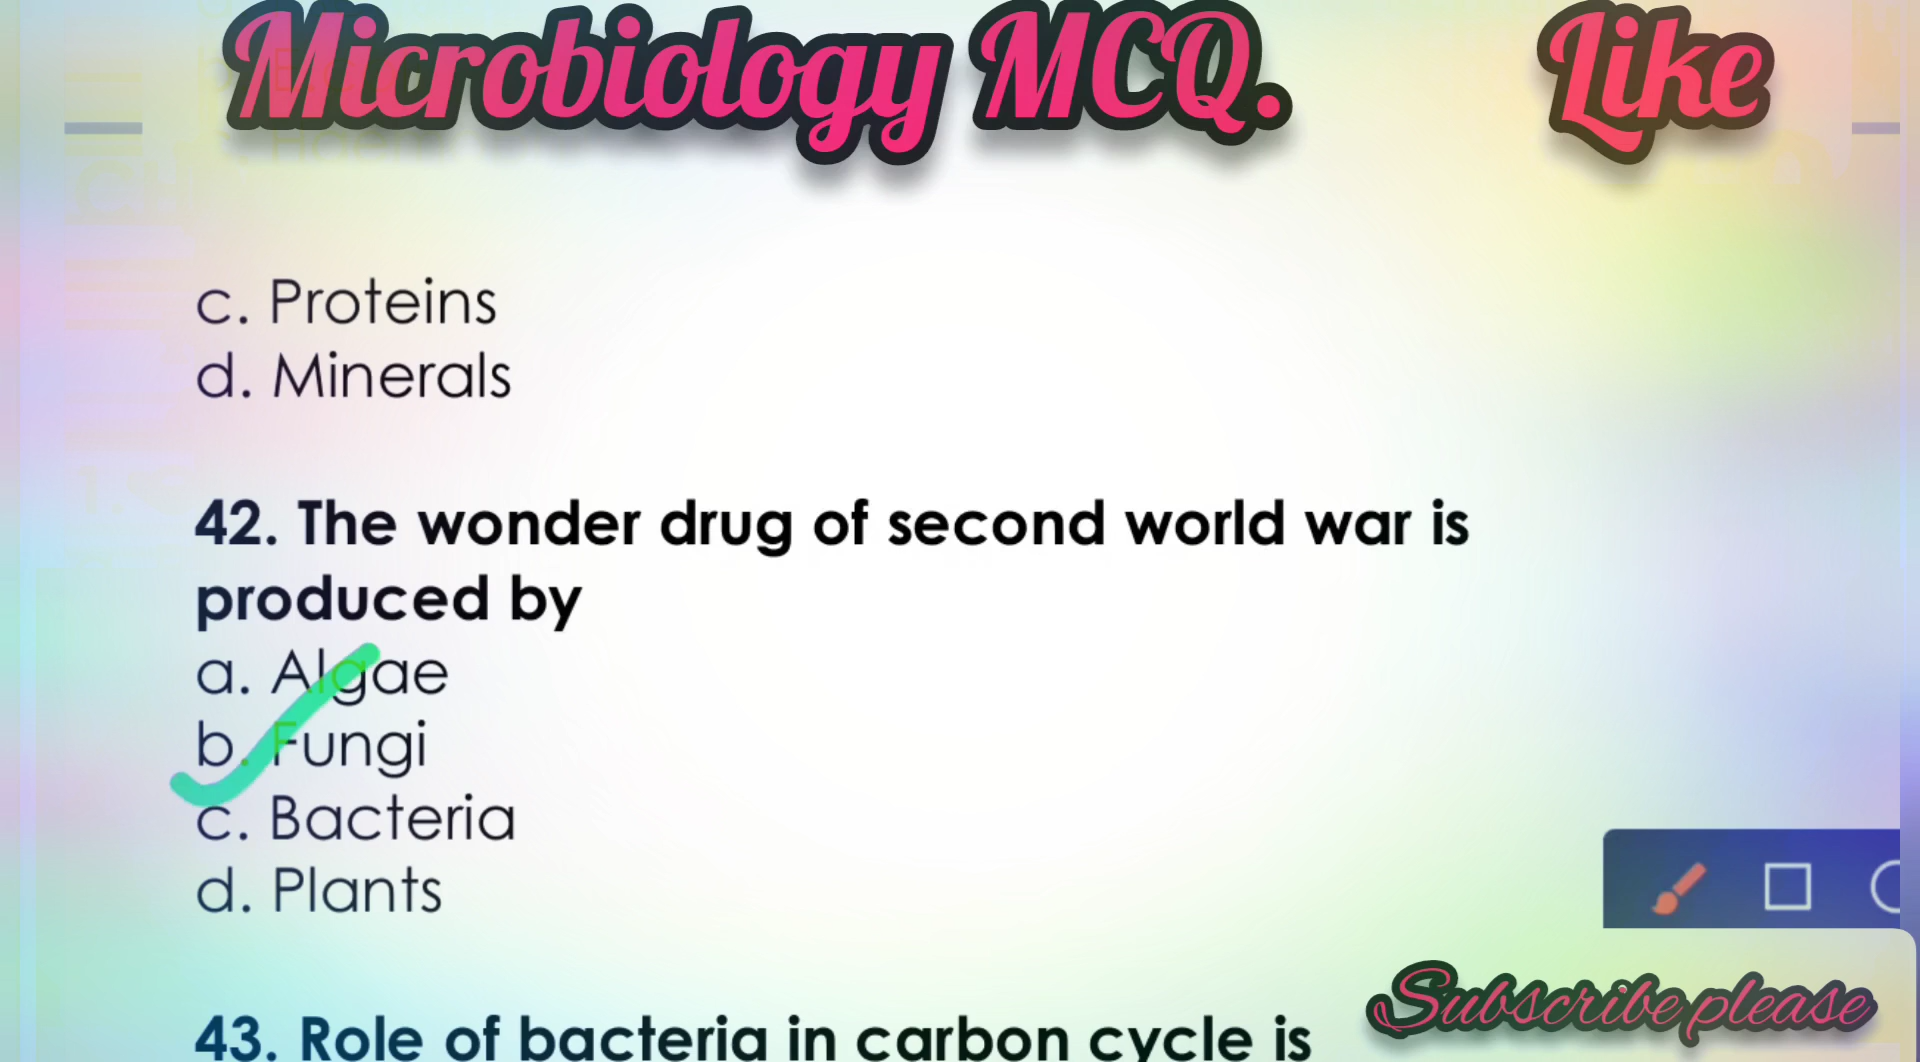 Microbiology MCQ. Like
c. Proteins
d. Minerals
42. The wonder drug of second world war is
produced by
a. Algae
b. Fungi
c. Bacteria
d. Plants
43. Role of bacteria in carbon cycle is
Subscribe please